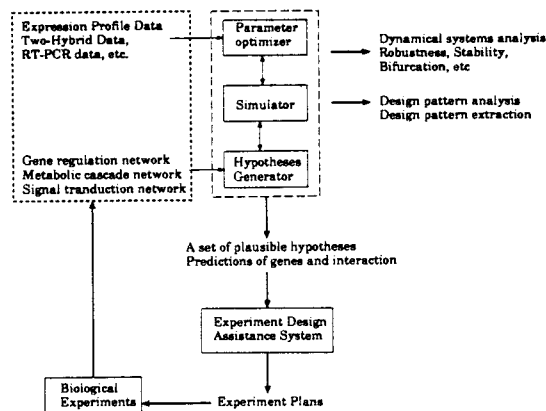 Expression Profile Data
Two-Hybrid Data,
RT-PCR data, etc.
Parameter
optimizer
Dynamical systems analysis
Robustness, Stability,
Bifurcation, etc
Simulator
Design pattern analysis
Design pattern extraction
Gene regulation network
Metabolic cascade network
Signal tranduction network
Hypotheses
Generator
A set of plausible hypotheses
Predictions of genes and interaction
Experiment Design
Assistance System
Biological
Experiments
Experiment Plans